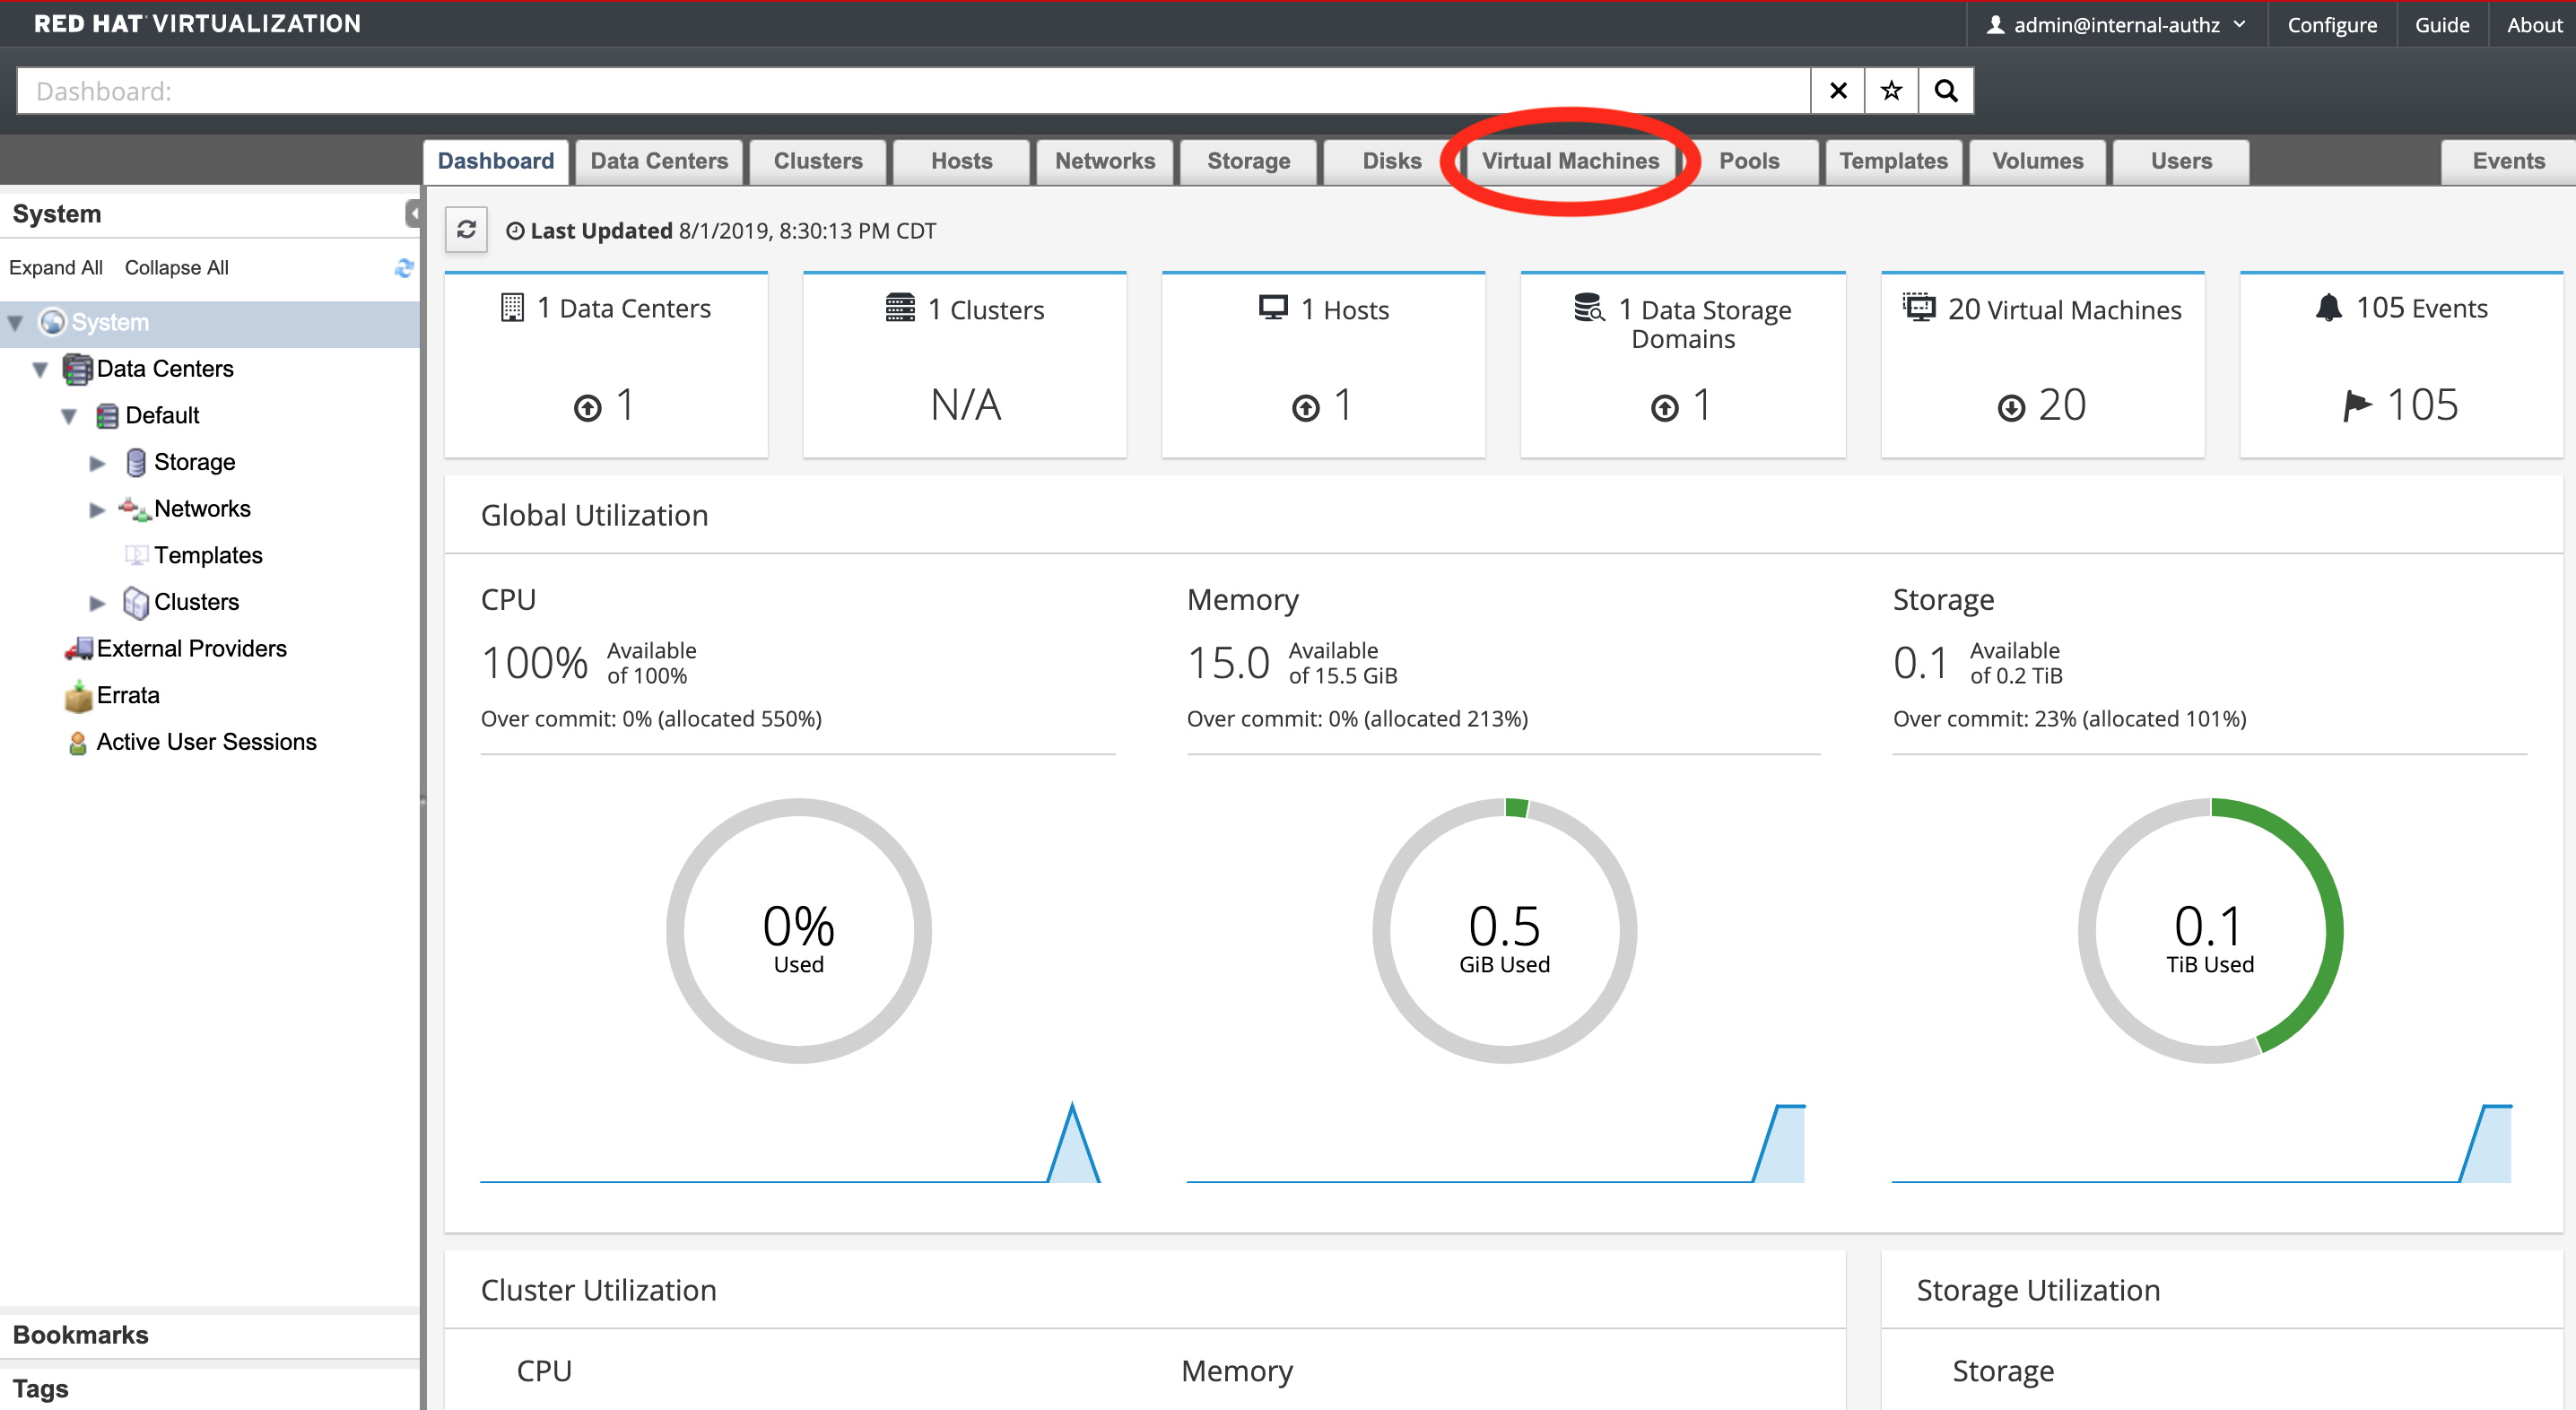 RED HAT VIRTUALIZATION
admin@internal-authz
Configure
Guide
About
Dashboard:
Dashboard
Data Centers
Clusters
Hosts
Networks
Storage
Disks
Virtual Machines
Pools
Templates
Volumes
Users
Events
System
Expand All
Collapse All
System
Data Centers
Default
Storage
Networks
Templates
Clusters
External Providers
Errata
Active User Sessions
Bookmarks
Tags
Last Updated 8/1/2019, 8:30:13 PM CDT
1 Data Centers
1
1 Clusters
N/A
1 Hosts
1
1 Data Storage
Domains
1
20 Virtual Machines
20
105 Events
105
Global Utilization
CPU
100%
Available
of 100%
Over commit: 0% (allocated 550%)
0%
Used
Memory
15.0
Available
of 15.5 GiB
Over commit: 0% (allocated 213%)
0.5
GiB Used
Storage
0.1
Available
of 0.2 TiB
Over commit: 23% (allocated 101%)
0.1
TiB Used
Cluster Utilization
CPU
Memory
Storage Utilization
Storage